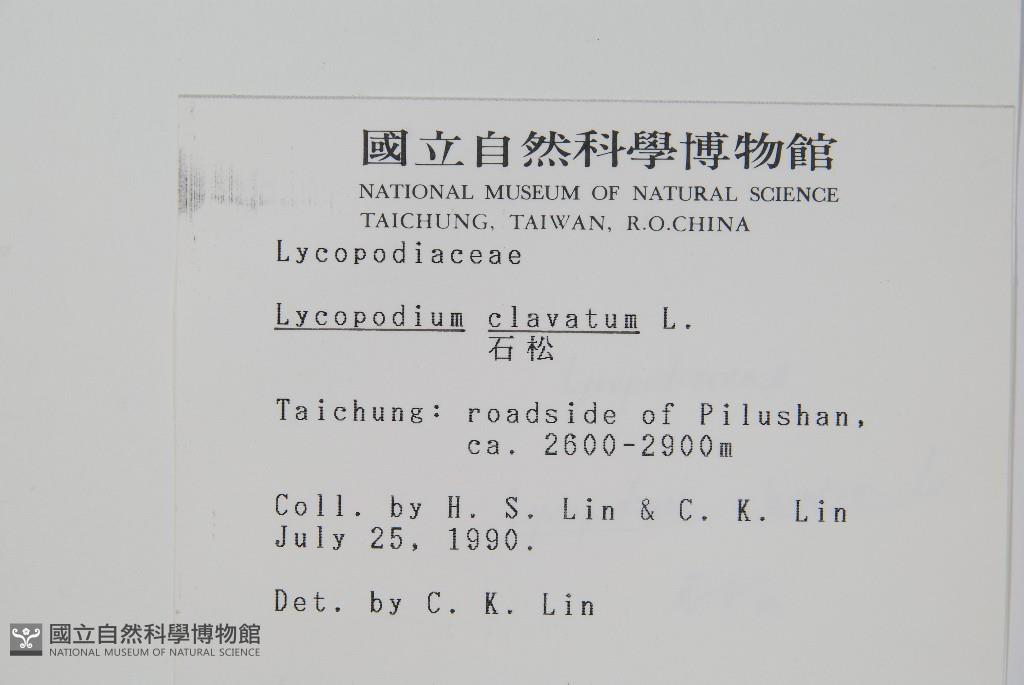 國立自然科學博物館
NATIONAL MUSEUM OF NATURAL SCIENCE
TAICHUNG, TAIWAN, R.O.CHINA
Lycopodiaceae
Lycopodium clavatum L.
石松
Taichung: roadside of Pilushan,
ca. 2600-2900m
Coll. by H. S. Lin & C. K. Lin
July 25, 1990.
Det. by C. K. Lin
國立自然科學博物館
NATIONAL MUSEUM OF NATURAL SCIENCE